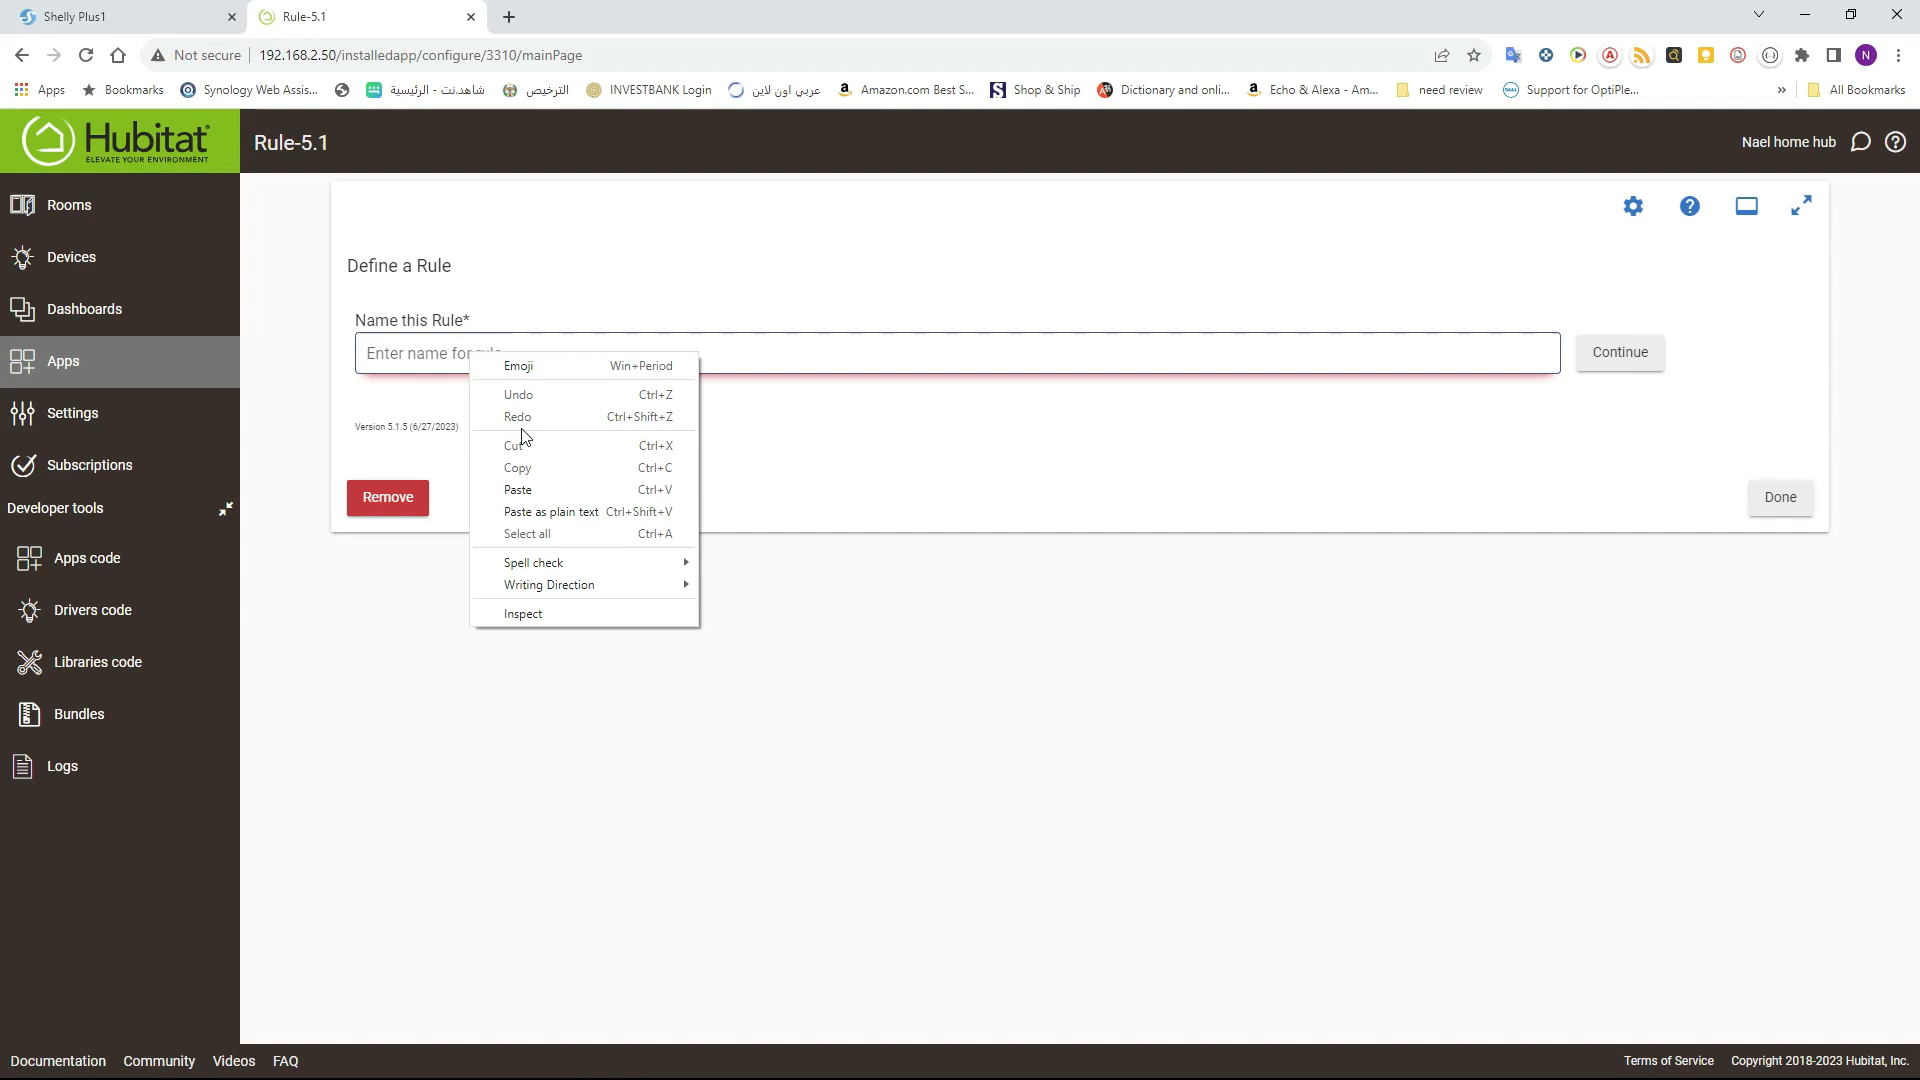 Shelly Plus1
Rule-5.1
Not secure
192.168.2.50/installedapp/configure/3310/mainPage
Apps
Bookmarks
Synology Web Assis...
شاهد.نت - الرئيسية
الترخيص
INVESTBANK Login
عربي اون لاين
Amazon.com Best S...
Shop & Ship
Dictionary and onli...
Echo & Alexa - Am...
need review
Support for OptiPle...
»
All Bookmarks
Hubitat
ELEVATE YOUR ENVIRONMENT
Rule-5.1
Nael home hub
Rooms
Devices
Dashboards
Apps
Settings
Subscriptions
Developer tools
Apps code
Drivers code
Libraries code
Bundles
Logs
Define a Rule
Name this Rule*
Enter name for rule
Continue
Version 5.1.5 (6/27/2023)
Remove
Done
Emoji Win+Period
Undo Ctrl+Z
Redo Ctrl+Shift+Z
Cut Ctrl+X
Copy Ctrl+C
Paste Ctrl+V
Paste as plain text Ctrl+Shift+V
Select all Ctrl+A
Spell check
Writing Direction
Inspect
Documentation Community Videos FAQ
Terms of Service Copyright 2018-2023 Hubitat, Inc.